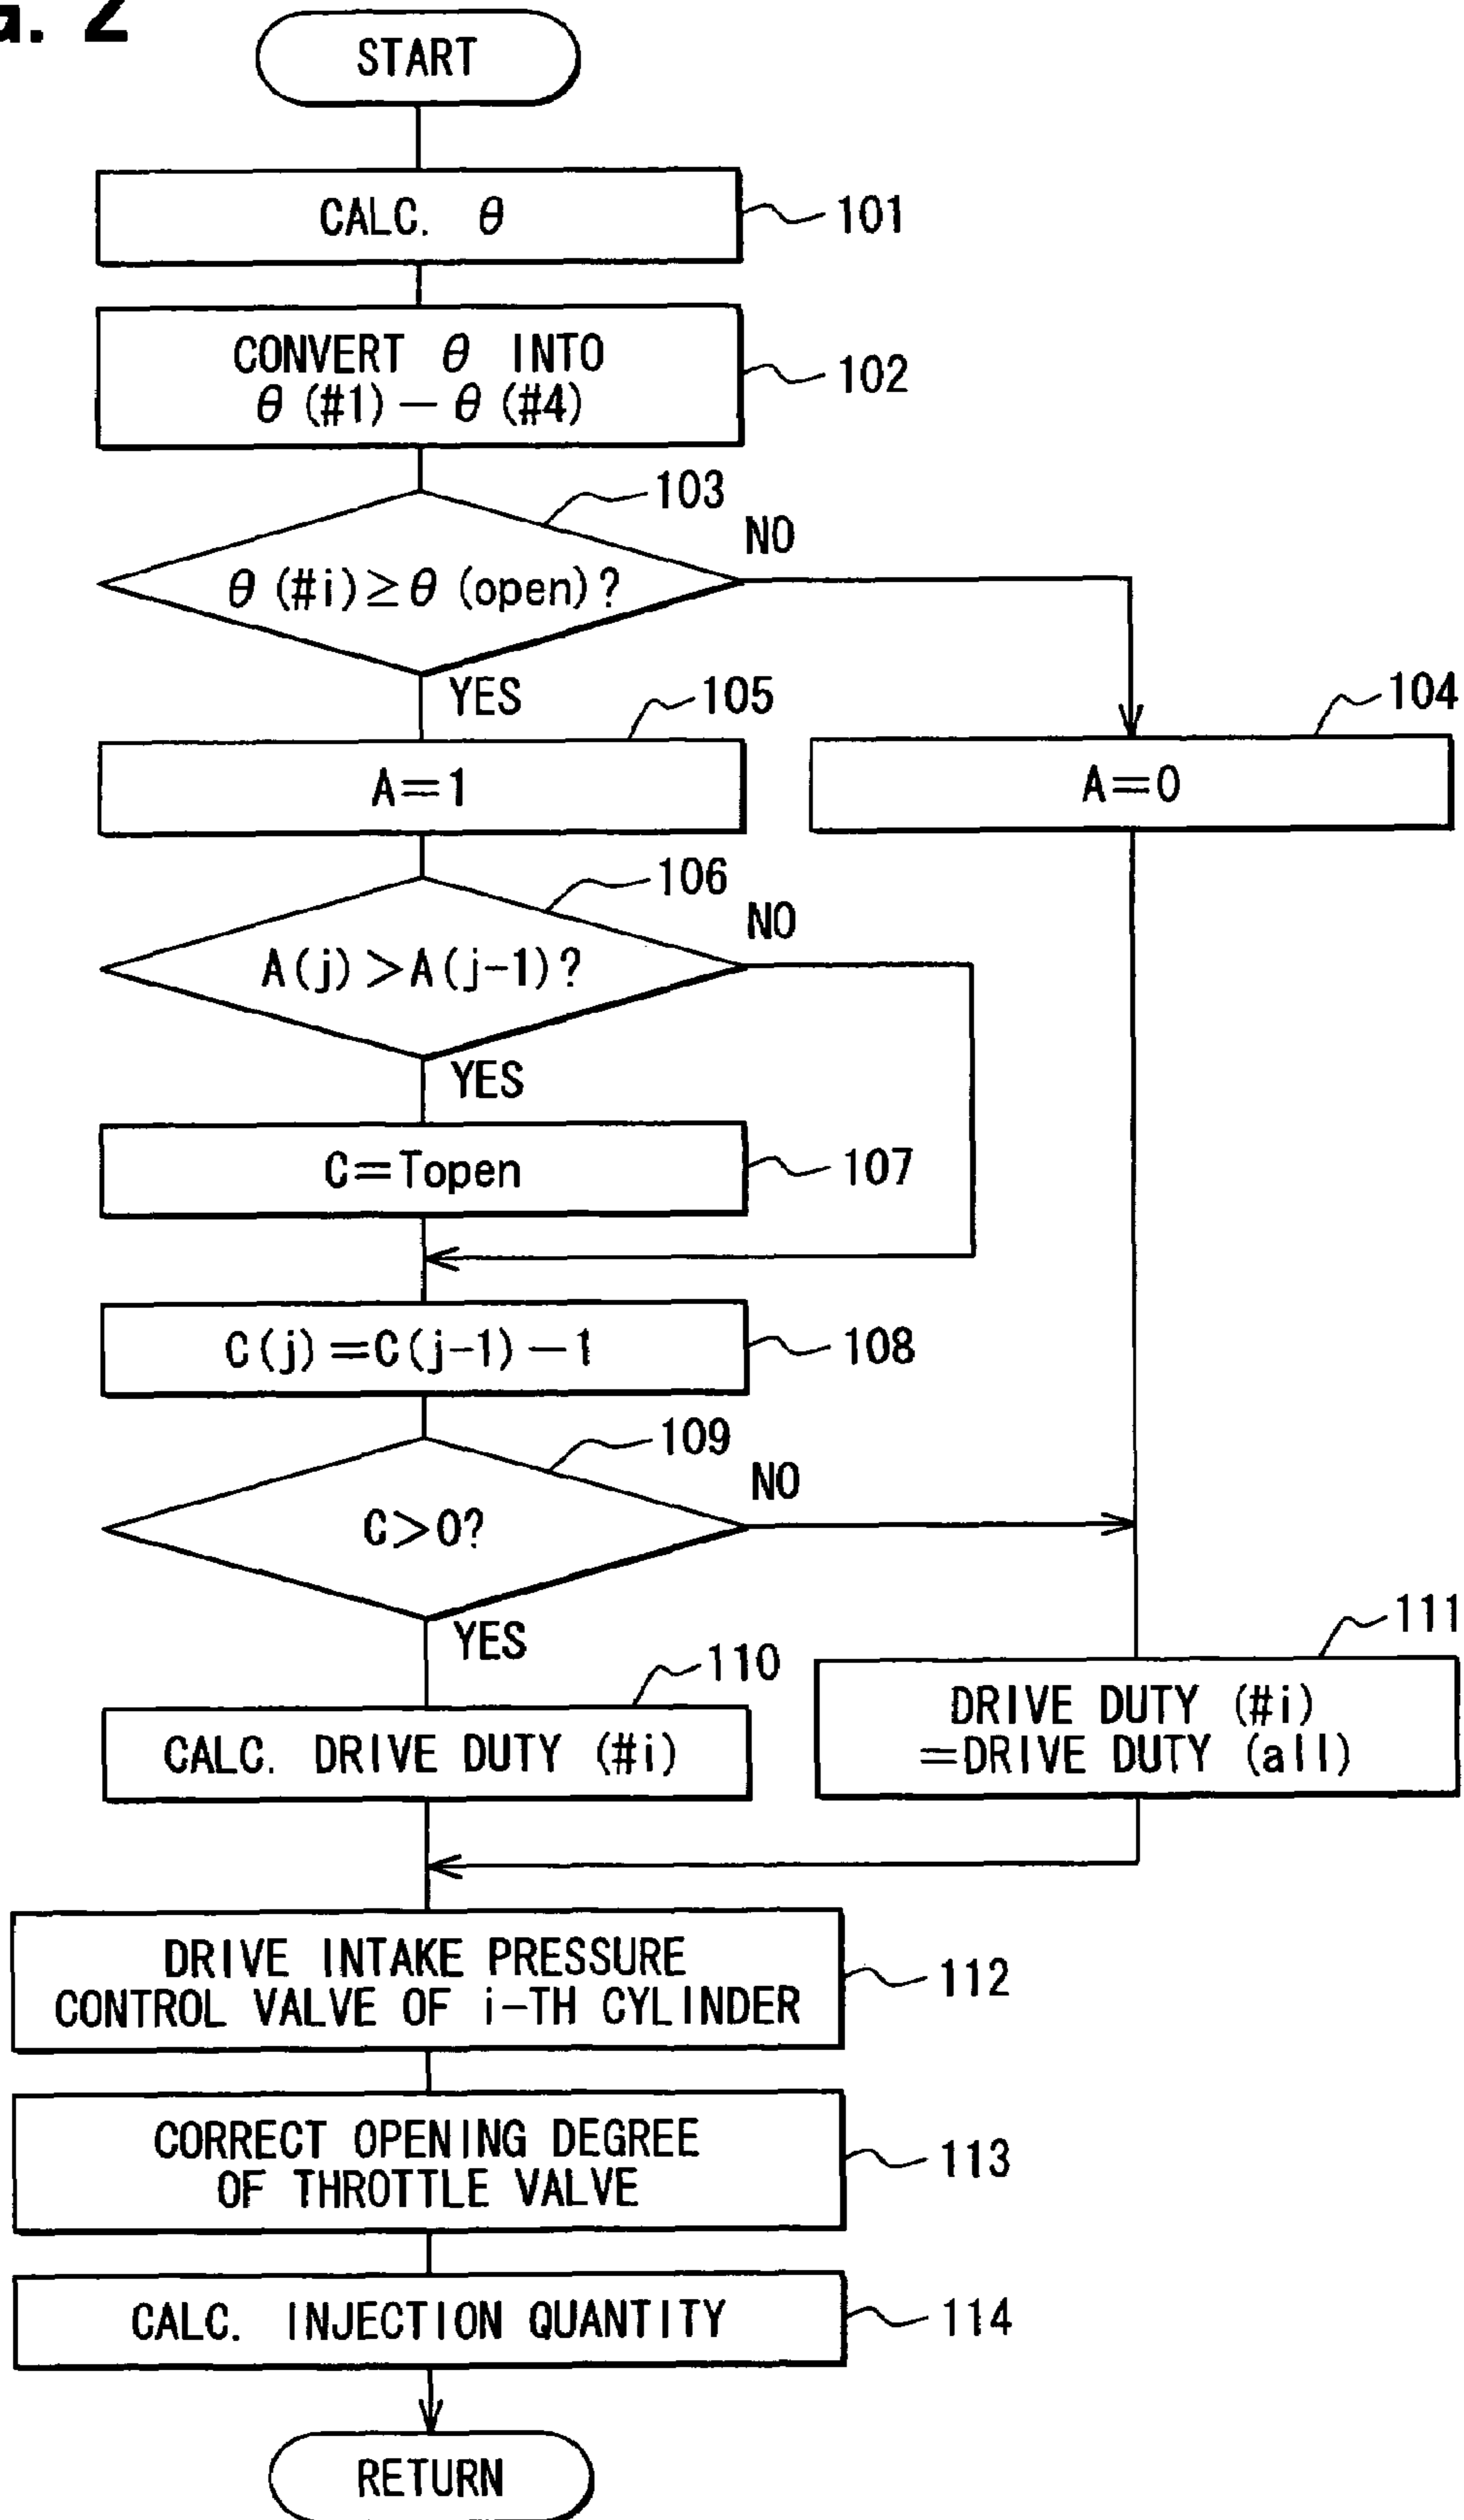 . 2
START
CALC. θ
101
CONVERT θ INTO
θ (#1) — θ (#4)
102
103
NO
θ (#i) ≥ θ (open) ?
YES
105
104
A=1
A=0
106
NO
A(j) >A(j-1)?
YES
C=Topen
107
C(j) =C(j-1) —1
108
109
NO
C>0?
YES
110
111
CALC. DRIVE DUTY (#i)
DRIVE DUTY (#i)
=DRIVE DUTY (all)
DRIVE INTAKE PRESSURE
CONTROL VALVE OF i-TH CYLINDER
112
CORRECT OPENING DEGREE
OF THROTTLE VALVE
113
CALC. INJECTION QUANTITY
114
RETURN